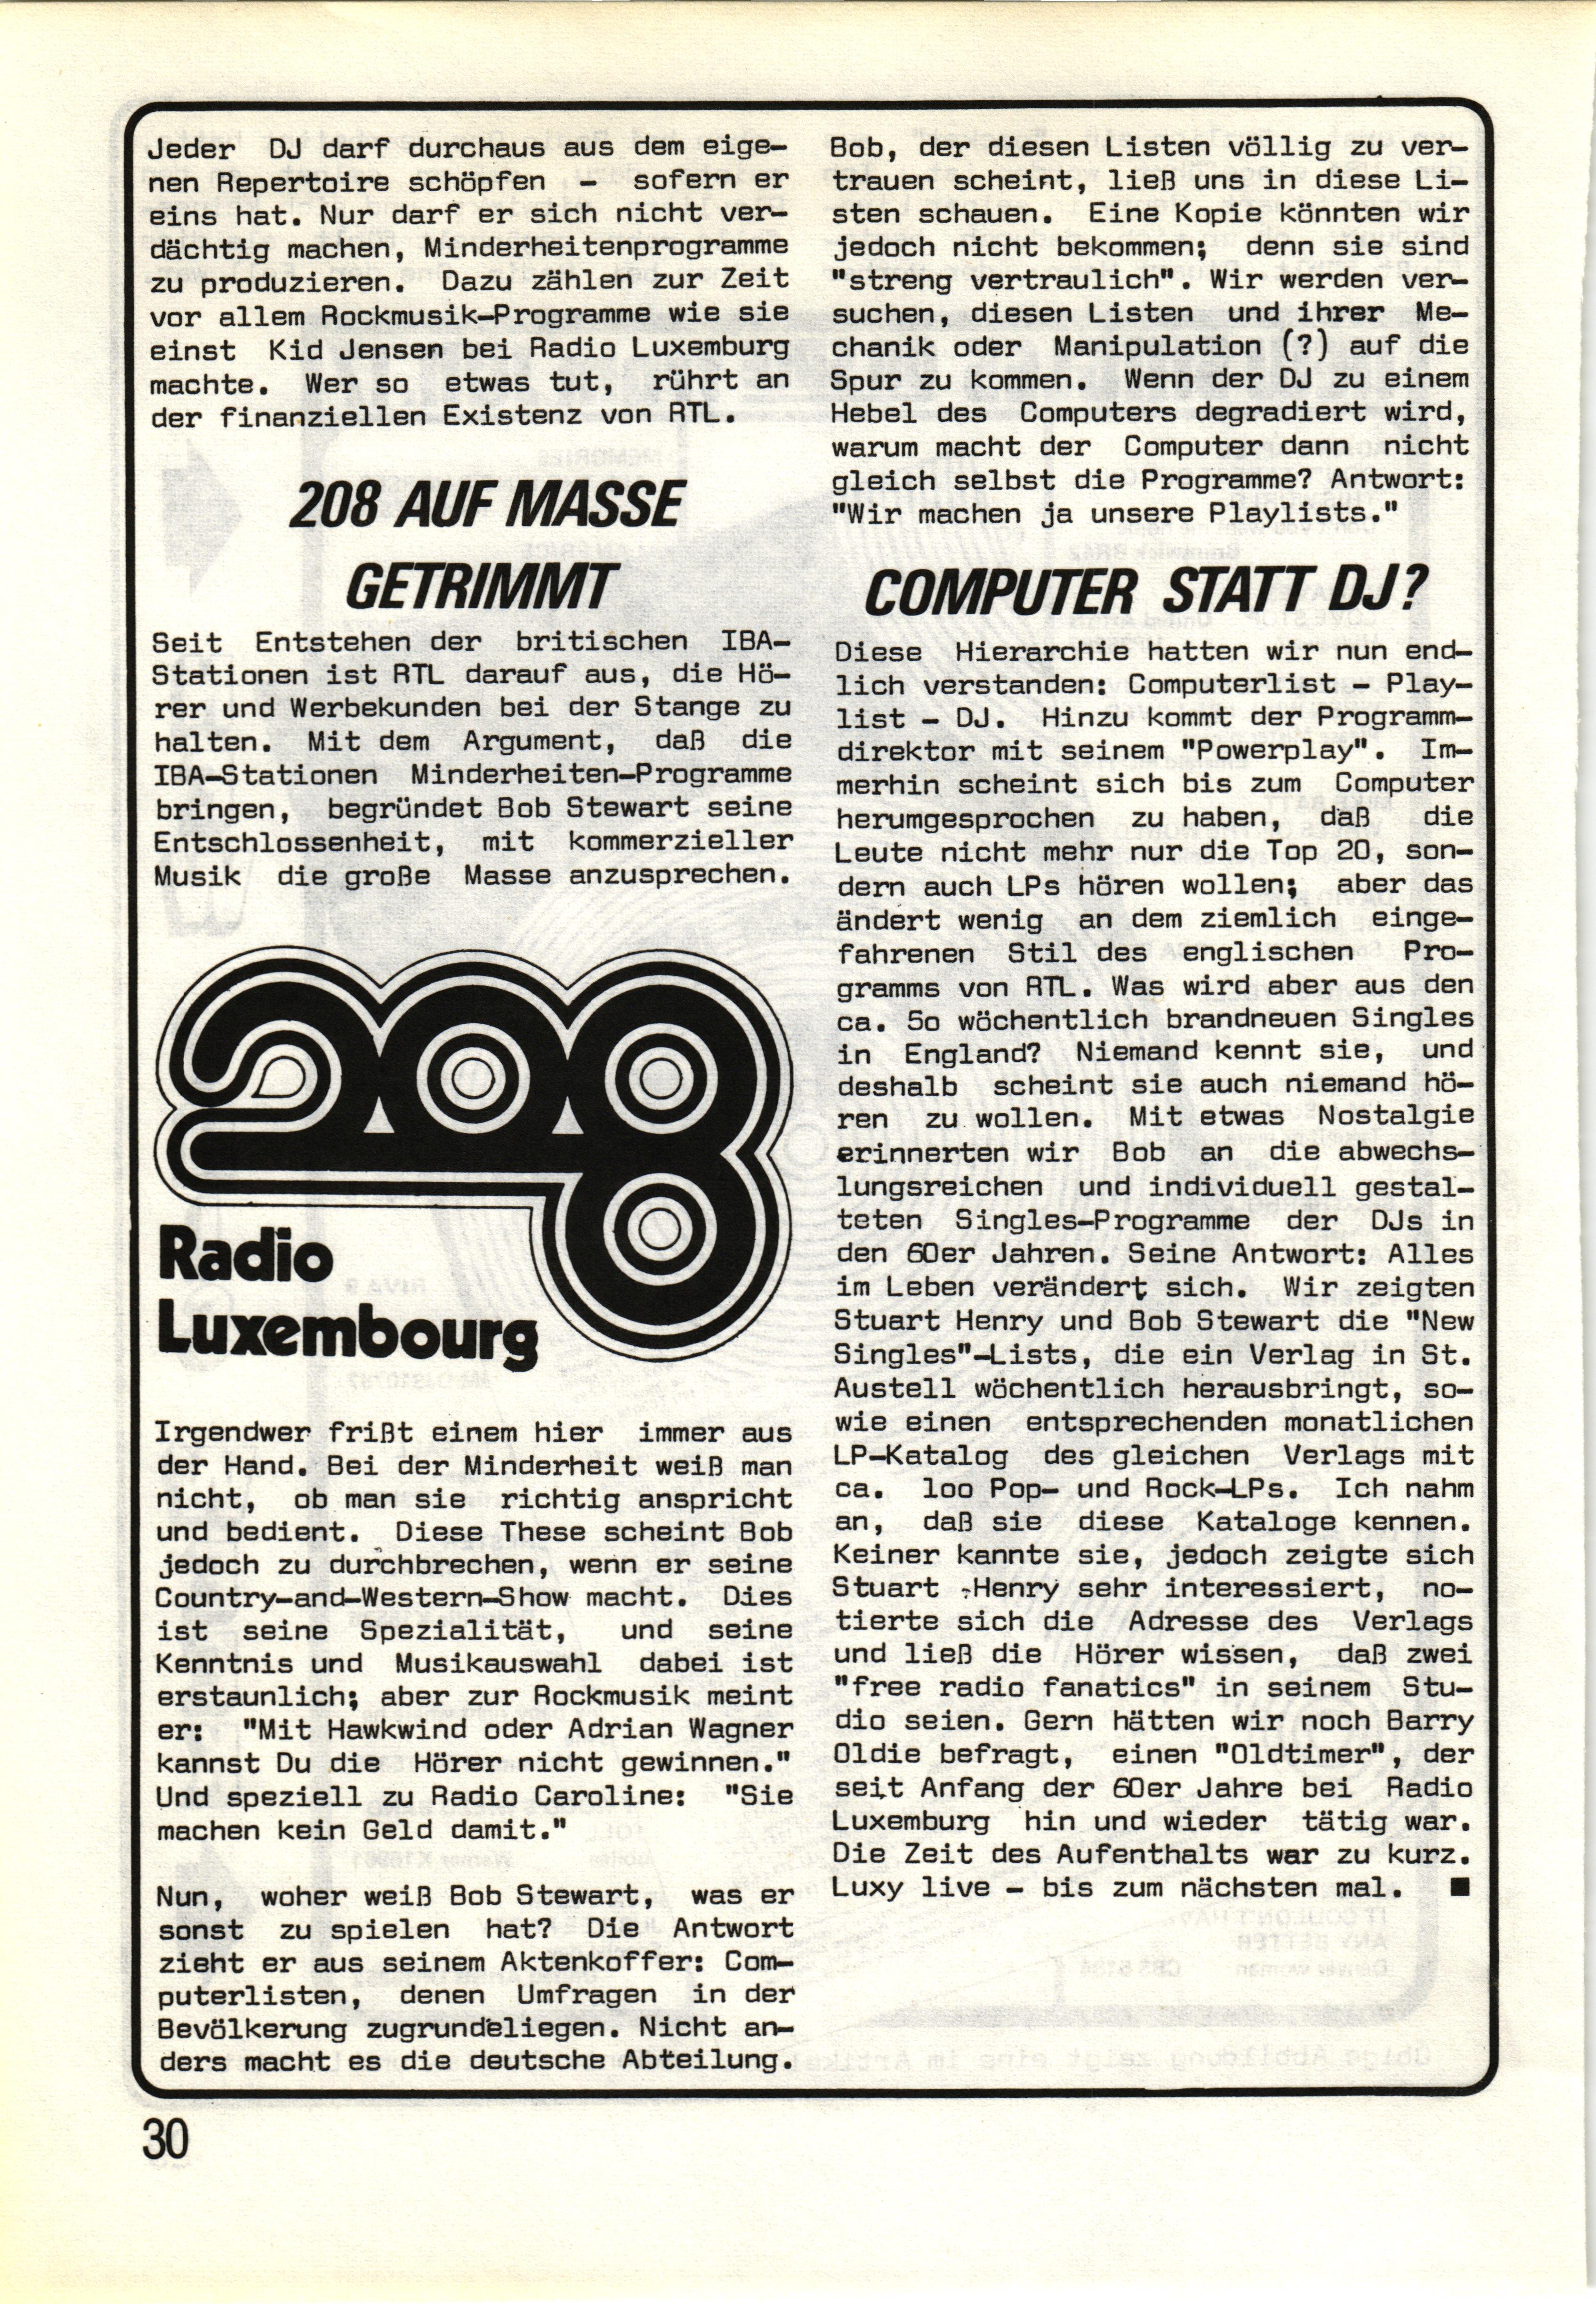 Jeder DJ darf durchaus aus dem eige-
nen Repertoire schöpfen - sofern er
eins hat. Nur darf er sich nicht ver-
dächtig machen, Minderheitenprogramme
zu produzieren. Dazu zählen zur Zeit
vor allem Rockmusik-Programme wie sie
einst Kid Jensen bei Radio Luxemburg
machte. Wer so etwas tut, rührt an
der finanziellen Existenz von RTL.
208 AUF MASSE
GETRIMMT
Seit Entstehen der britischen IBA-
Stationen ist RTL darauf aus, die Hö-
rer und Werbekunden bei der Stange zu
halten. Mit dem Argument, daß die
IBA-Stationen Minderheiten-Programme
bringen, begründet Bob Stewart seine
Entschlossenheit, mit kommerzieller
Musik die große Masse anzusprechen.
208
Radio
Luxembourg
Irgendwer frißt einem hier immer aus
der Hand. Bei der Minderheit weiß man
nicht, ob man sie richtig anspricht
und bedient. Diese These scheint Bob
jedoch zu durchbrechen, wenn er seine
Country-and-Western-Show macht. Dies
ist seine Spezialität, und seine
Kenntnis und Musikauswahl dabei ist
erstaunlich; aber zur Rockmusik meint
er: "Mit Hawkwind oder Adrian Wagner
kannst Du die Hörer nicht gewinnen."
Und speziell zu Radio Caroline: "Sie
machen kein Geld damit."
Nun, woher weiß Bob Stewart, was er
sonst zu spielen hat? Die Antwort
zieht er aus seinem Aktenkoffer: Com-
puterlisten, denen Umfragen in der
Bevölkerung zugrundeliegen. Nicht an-
ders macht es die deutsche Abteilung.
Bob, der diesen Listen völlig zu ver-
trauen scheint, ließ uns in diese Li-
sten schauen. Eine Kopie könnten wir
jedoch nicht bekommen; denn sie sind
"streng vertraulich". Wir werden ver-
suchen, diesen Listen und ihrer Me-
chanik oder Manipulation (?) auf die
Spur zu kommen. Wenn der DJ zu einem
Hebel des Computers degradiert wird,
warum macht der Computer dann nicht
gleich selbst die Programme? Antwort:
"Wir machen ja unsere Playlists."
COMPUTER STATT DJ?
Diese Hierarchie hatten wir nun end-
lich verstanden: Computerlist - Play-
list - DJ. Hinzu kommt der Programm-
direktor mit seinem "Powerplay". Im-
merhin scheint sich bis zum Computer
herumgesprochen zu haben, daß die
Leute nicht mehr nur die Top 20, son-
dern auch LPs hören wollen; aber das
ändert wenig an dem ziemlich einge-
fahrenen Stil des englischen Pro-
gramms von RTL. Was wird aber aus den
ca. 5o wöchentlich brandneuen Singles
in England? Niemand kennt sie, und
deshalb scheint sie auch niemand hö-
ren zu wollen. Mit etwas Nostalgie
erinnerten wir Bob an die abwechs-
lungsreichen und individuell gestal-
teten Singles-Programme der DJs in
den 60er Jahren. Seine Antwort: Alles
im Leben verändert sich. Wir zeigten
Stuart Henry und Bob Stewart die "New
Singles"-Lists, die ein Verlag in St.
Austell wöchentlich herausbringt, so-
wie einen entsprechenden monatlichen
LP-Katalog des gleichen Verlags mit
ca. loo Pop- und Rock-LPs. Ich nahm
an, daß sie diese Kataloge kennen.
Keiner kannte sie, jedoch zeigte sich
Stuart Henry sehr interessiert, no-
tierte sich die Adresse des Verlags
und ließ die Hörer wissen, daß zwei
"free radio fanatics" in seinem Stu-
dio seien. Gern hätten wir noch Barry
Oldie befragt, einen "Oldtimer", der
seit Anfang der 60er Jahre bei Radio
Luxemburg hin und wieder tätig war.
Die Zeit des Aufenthalts war zu kurz.
Luxy live - bis zum nächsten mal. ■
30